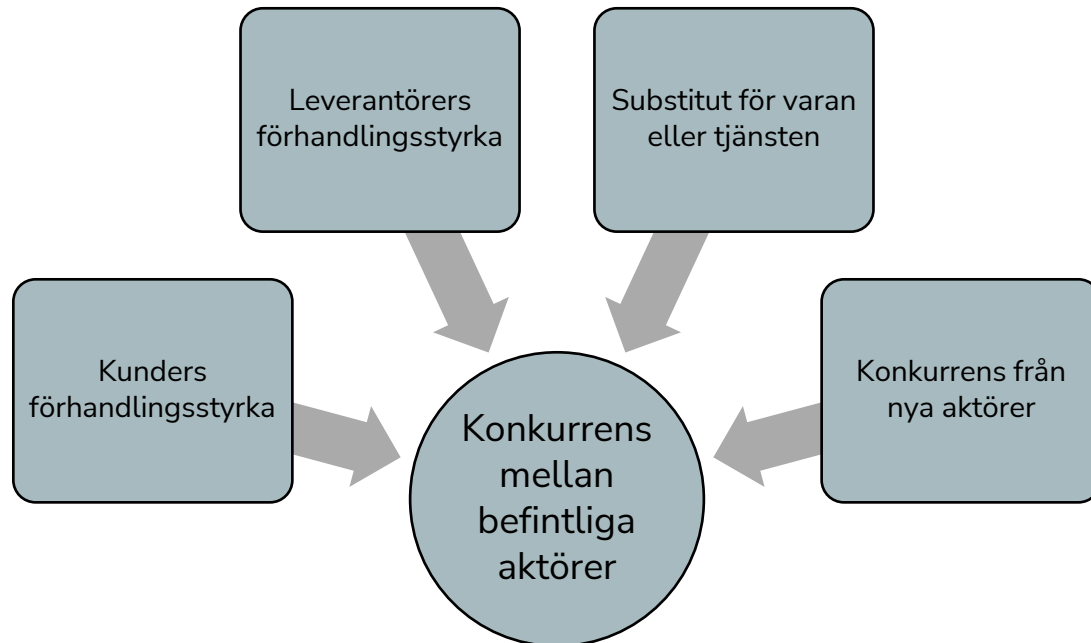 Leverantörers
förhandlingsstyrka
Substitut för varan
eller tjänsten
Kunders
förhandlingsstyrka
Konkurrens från
nya aktörer
Konkurrens
mellan
befintliga
aktörer